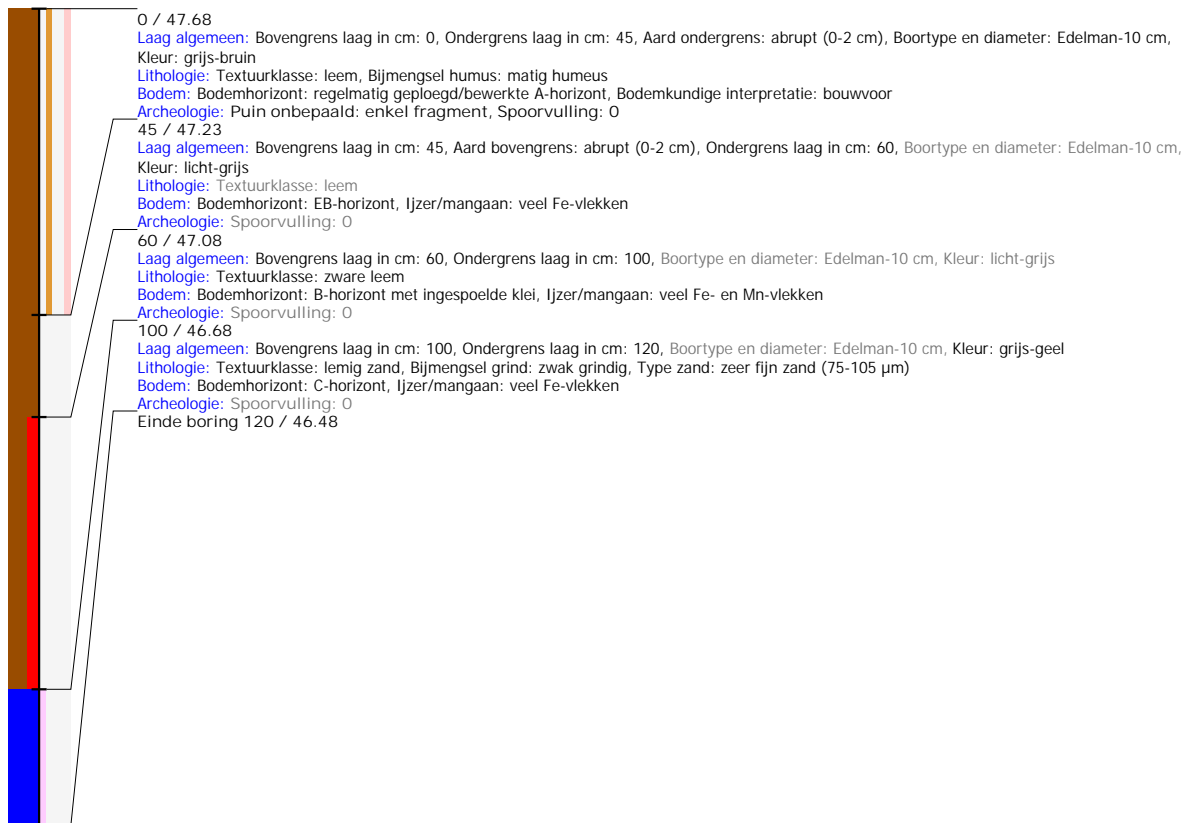 0 / 47.68
Laag algemeen: Bovengrens laag in cm: 0, Ondergrens laag in cm: 45, Aard ondergrens: abrupt (0-2 cm), Boortype en diameter: Edelman-10 cm,
Kleur: grijs-bruin
Lithologie: Textuurklasse: leem, Bijmengsel humus: matig humeus
Bodem: Bodemhorizont: regelmatig geploegd/bewerkte A-horizont, Bodemkundige interpretatie: bouwvoor
Archeologie: Puin onbepaald: enkel fragment, Spoorvulling: 0
45 / 47.23
Laag algemeen: Bovengrens laag in cm: 45, Aard bovengrens: abrupt (0-2 cm), Ondergrens laag in cm: 60, Boortype en diameter: Edelman-10 cm,
Kleur: licht-grijs
Lithologie: Textuurklasse: leem
Bodem: Bodemhorizont: EB-horizont, Ijzer/mangaan: veel Fe-vlekken
Archeologie: Spoorvulling: 0
60 / 47.08
Laag algemeen: Bovengrens laag in cm: 60, Ondergrens laag in cm: 100, Boortype en diameter: Edelman-10 cm, Kleur: licht-grijs
Lithologie: Textuurklasse: zware leem
Bodem: Bodemhorizont: B-horizont met ingespoelde klei, Ijzer/mangaan: veel Fe- en Mn-vlekken
Archeologie: Spoorvulling: 0
100 / 46.68
Laag algemeen: Bovengrens laag in cm: 100, Ondergrens laag in cm: 120, Boortype en diameter: Edelman-10 cm, Kleur: grijs-geel
Lithologie: Textuurklasse: lemig zand, Bijmengsel grind: zwak grindig, Type zand: zeer fijn zand (75-105 µm)
Bodem: Bodemhorizont: C-horizont, Ijzer/mangaan: veel Fe-vlekken
Archeologie: Spoorvulling: 0
Einde boring 120 / 46.48